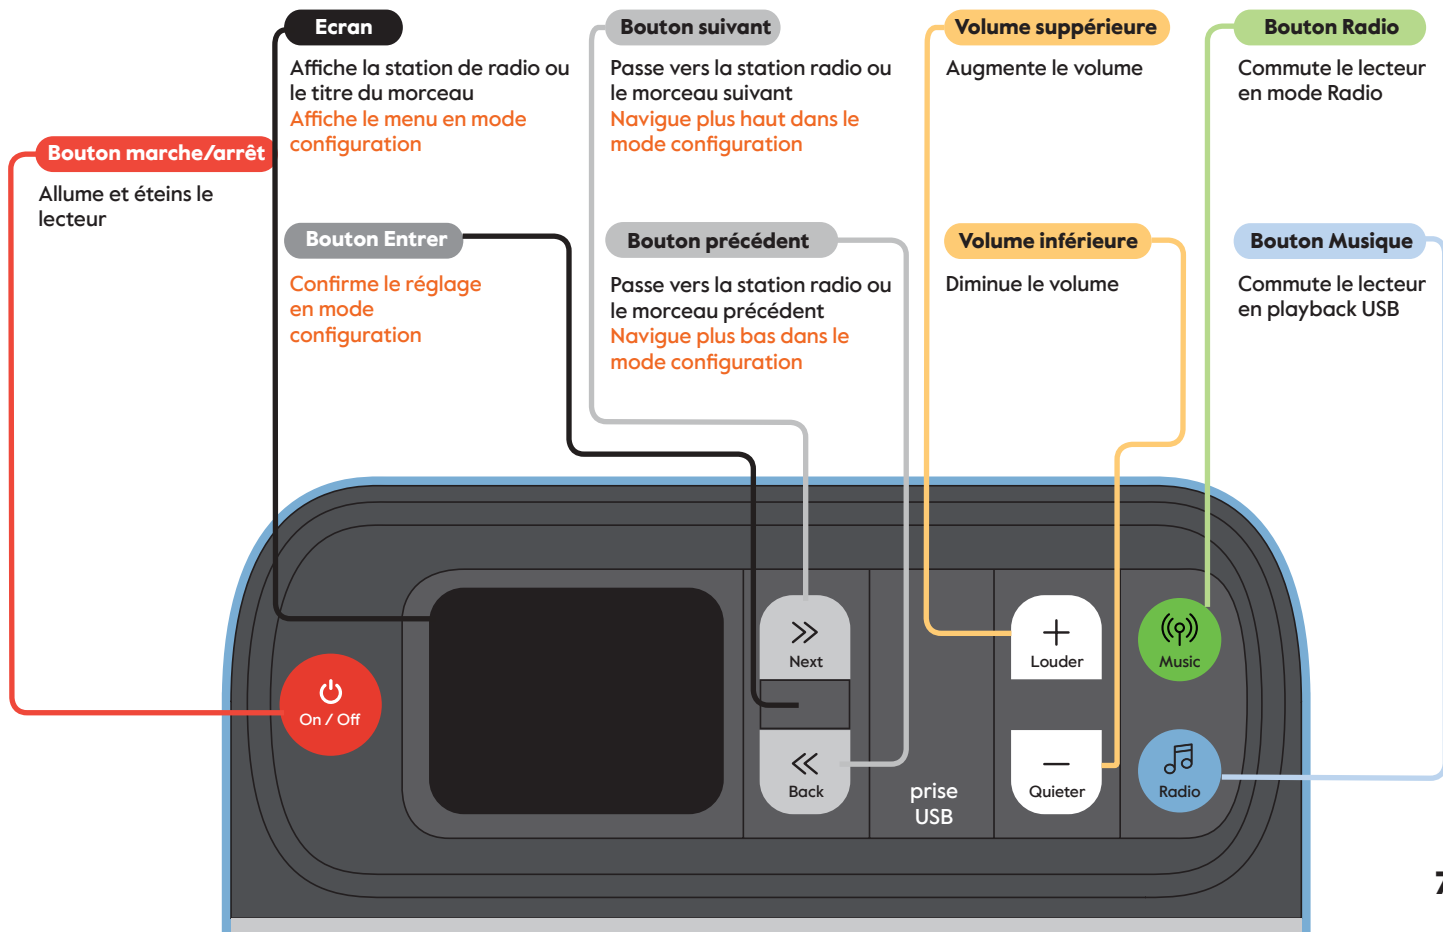 Ecran
Affiche la station de radio ou
le titre du morceau
Affiche le menu en mode
configuration
Bouton suivant
Passe vers la station radio ou
le morceau suivant
Navigue plus haut dans le
mode configuration
Volume suppérieure
Augmente le volume
Bouton Radio
Commute le lecteur
en mode Radio
Bouton marche/arrêt
Allume et éteins le
lecteur
Bouton Entrer
Confirme le réglage
en mode
configuration
Bouton précédent
Passe vers la station radio ou
le morceau précédent
Navigue plus bas dans le
mode configuration
Volume inférieure
Diminue le volume
Bouton Musique
Commute le lecteur
en playback USB
On / Off
Next
Back
prise
USB
Louder
Quieter
Music
Radio
7